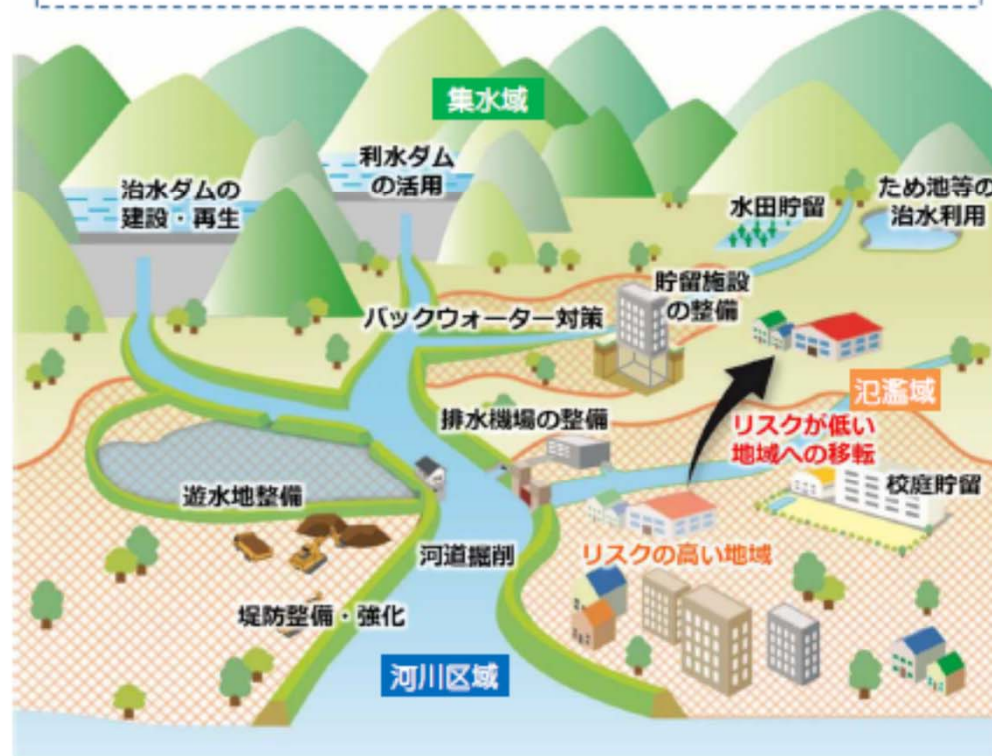 集水域
利水ダム
の活用
治水ダムの
建設・再生
水田貯留
ため池等の
治水利用
貯留施設
の整備
バックウォーター対策
氾濫域
排水機場の整備
リスクが低い
地域への移転
校庭貯留
遊水地整備
河道掘削
リスクの高い地域
堤防整備・強化
河川区域